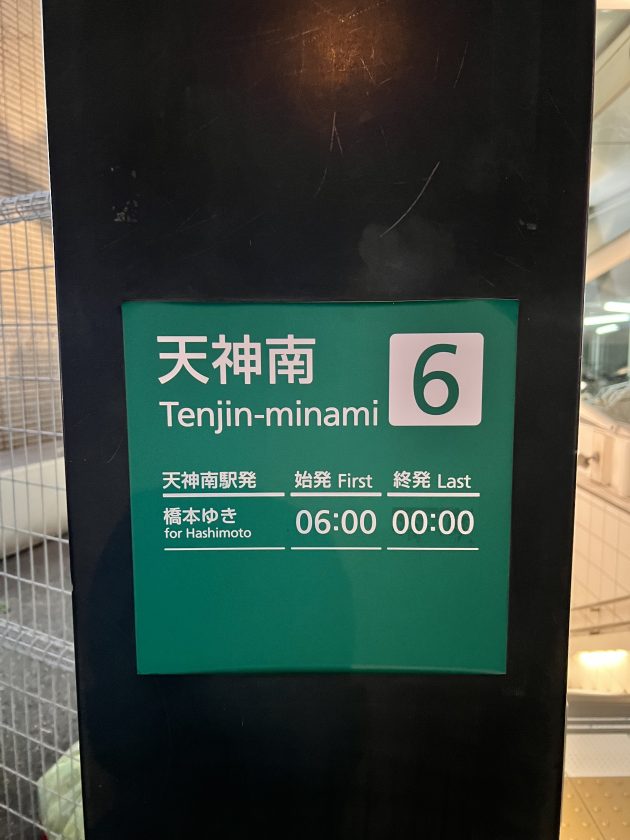 天神南 6
Tenjin-minami
天神南駅発 始発 First 終発 Last
橋本ゆき 06:00 00:00
for Hashimoto